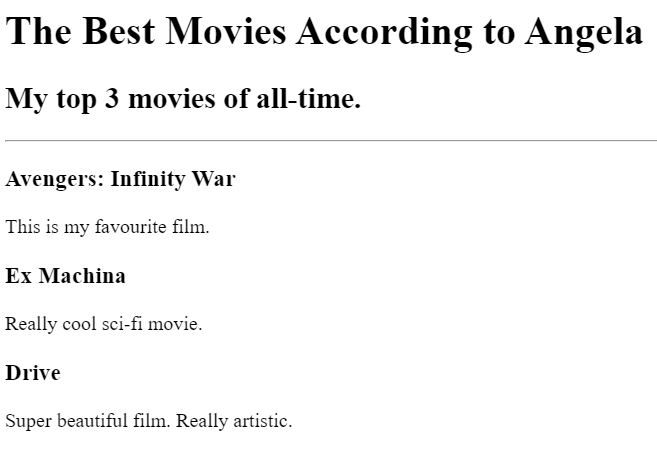 The Best Movies According to Angela
My top 3 movies of all-time.
Avengers: Infinity War
This is my favourite film.
Ex Machina
Really cool sci-fi movie.
Drive
Super beautiful film. Really artistic.